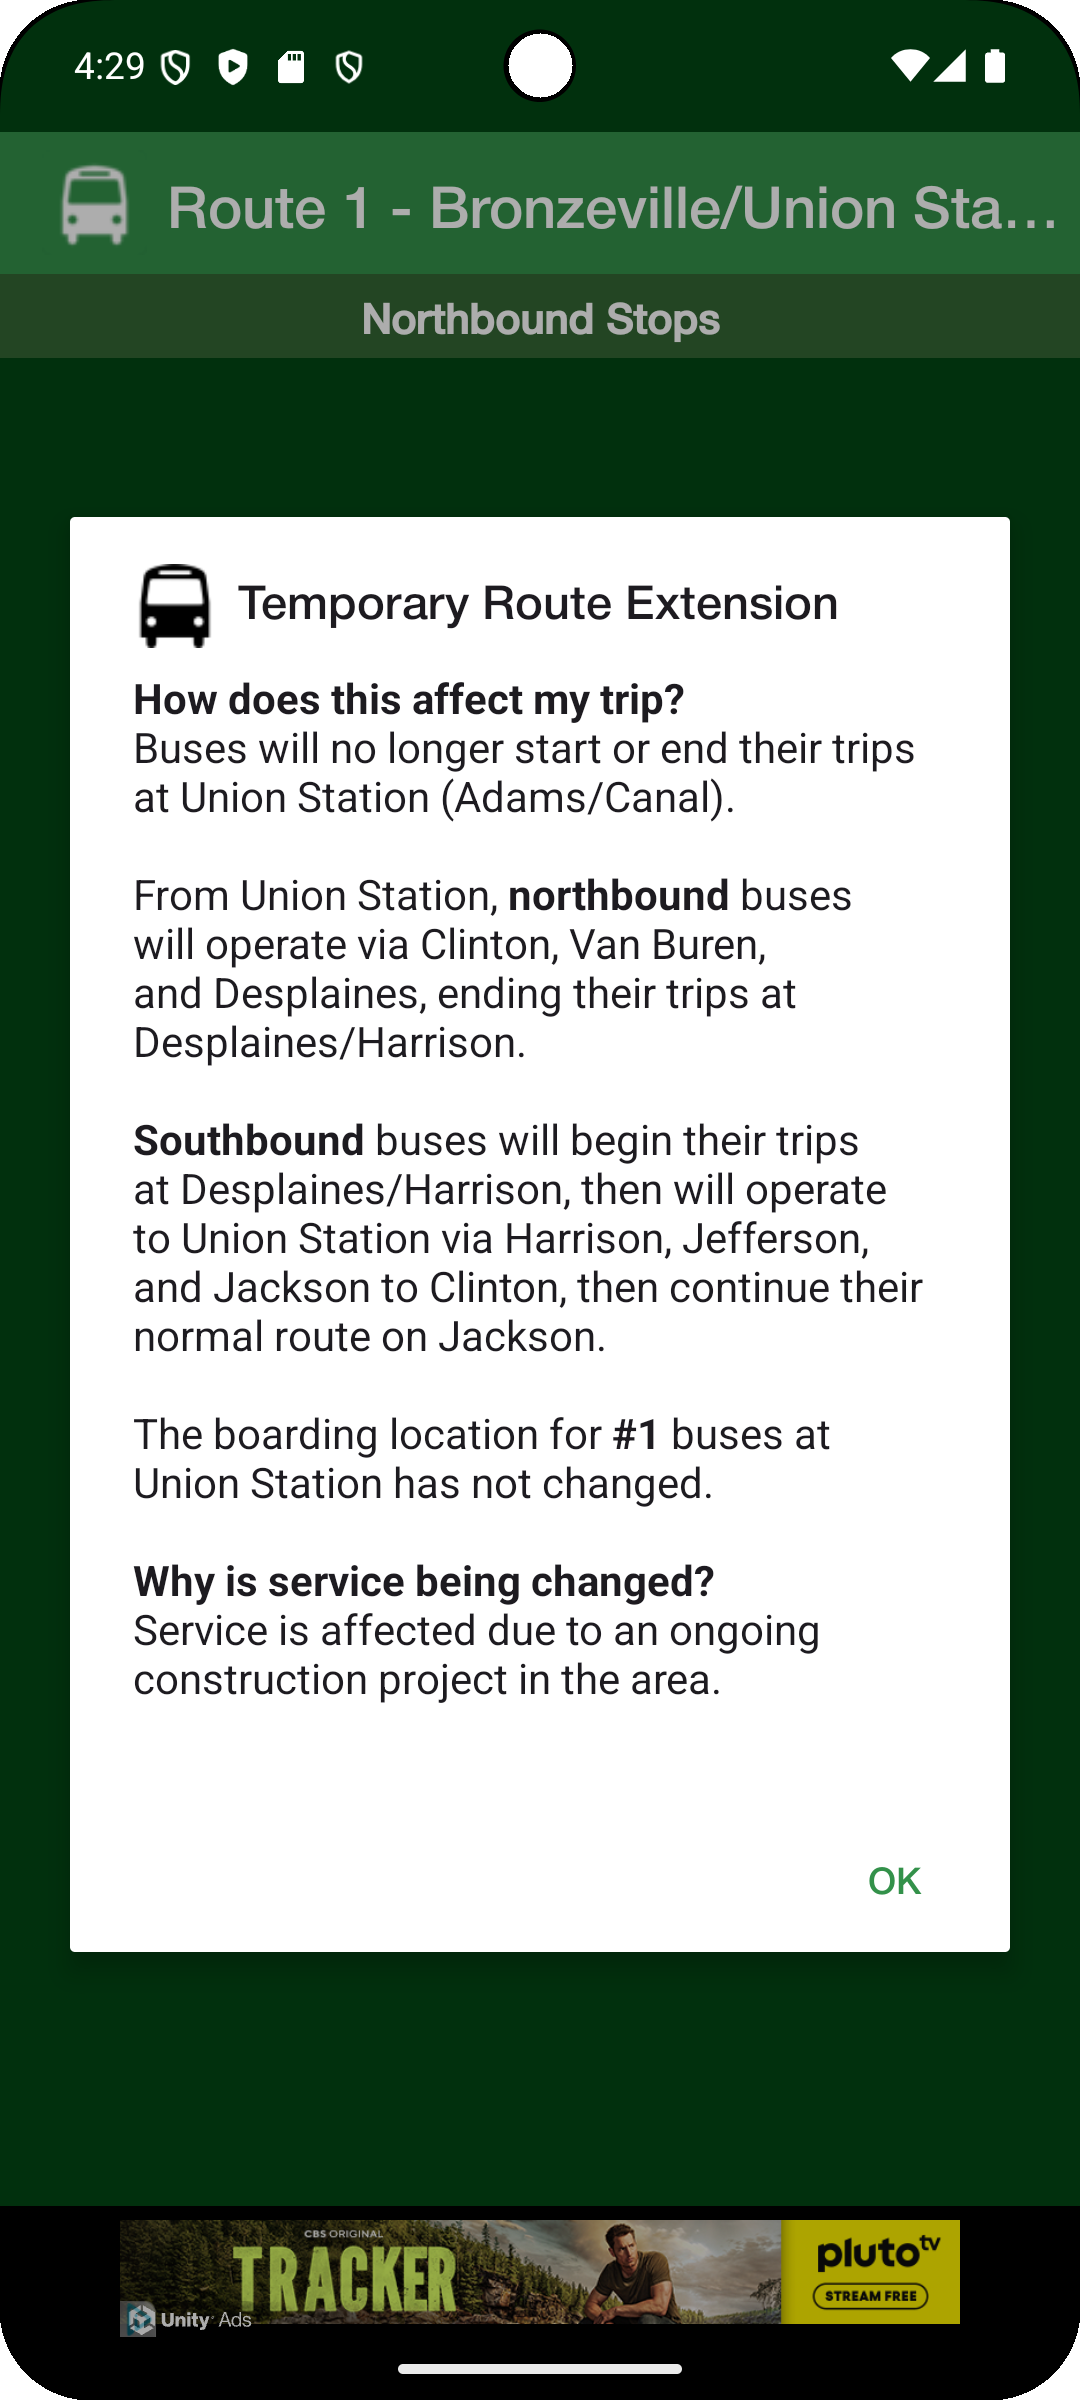 4:29
Route 1 - Bronzeville/Union Sta...
Northbound Stops
Temporary Route Extension
How does this affect my trip?
Buses will no longer start or end their trips
at Union Station (Adams/Canal).
From Union Station, northbound buses
will operate via Clinton, Van Buren,
and Desplaines, ending their trips at
Desplaines/Harrison.
Southbound buses will begin their trips
at Desplaines/Harrison, then will operate
to Union Station via Harrison, Jefferson,
and Jackson to Clinton, then continue their
normal route on Jackson.
The boarding location for #1 buses at
Union Station has not changed.
Why is service being changed?
Service is affected due to an ongoing
construction project in the area.
OK
CBS ORIGINAL
TRACKER
pluto tv
STREAM FREE
Unity Ads